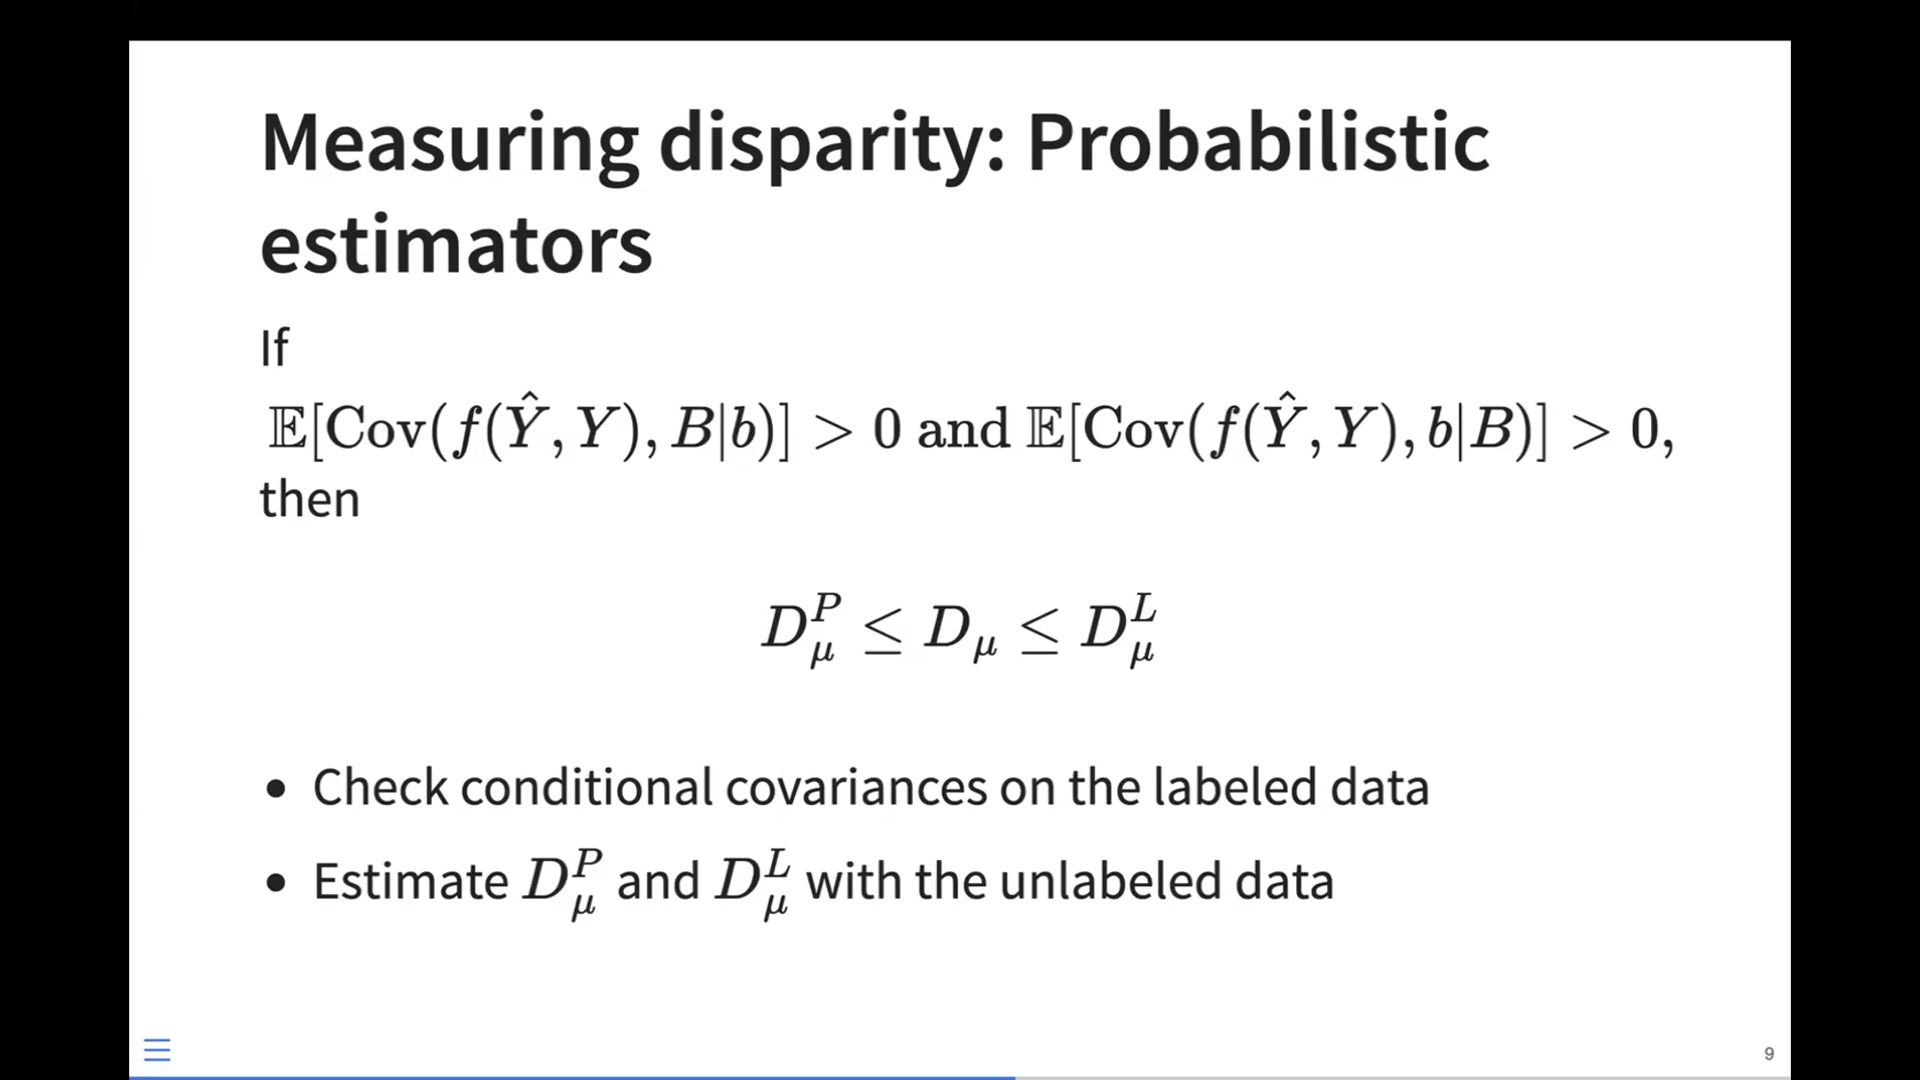 Measuring disparity: Probabilistic
estimators
If
𝔼[Cov(f(Ŷ, Y), B|b)] > 0 and 𝔼[Cov(f(Ŷ, Y), b|B)] > 0,
then
D_μ^P ≤ D_μ ≤ D_μ^L
• Check conditional covariances on the labeled data
• Estimate D_μ^P and D_μ^L with the unlabeled data
9